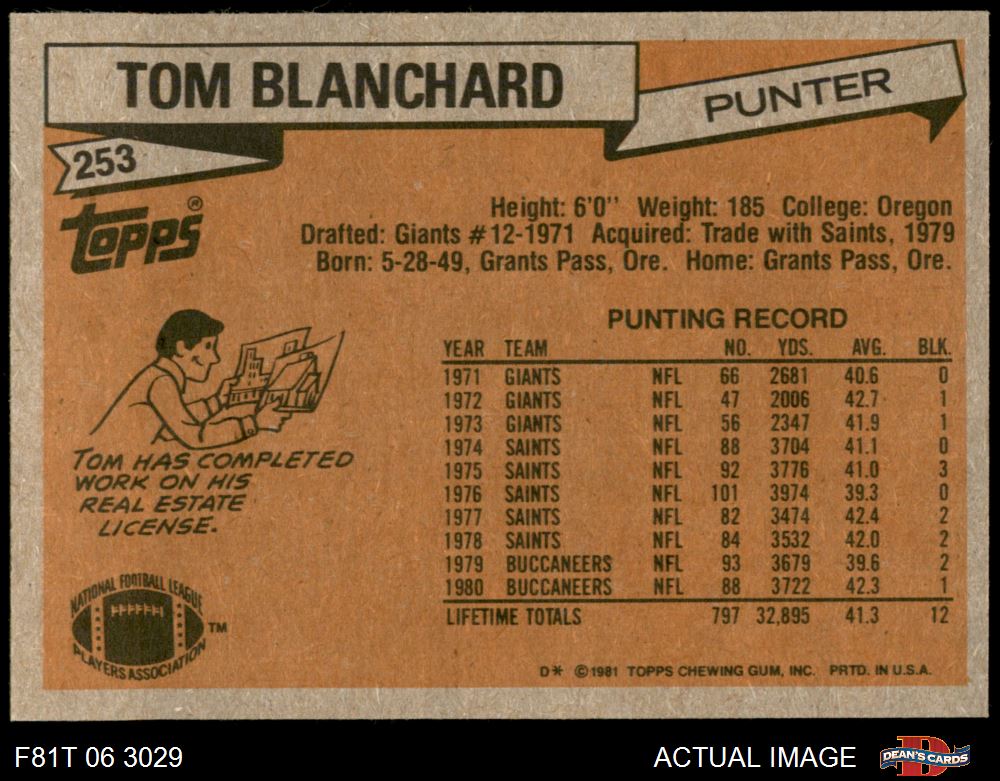 TOM BLANCHARD
PUNTER
253
Topps®
Height: 6'0" Weight: 185 College: Oregon
Drafted: Giants #12-1971 Acquired: Trade with Saints, 1979
Born: 5-28-49, Grants Pass, Ore. Home: Grants Pass, Ore.
PUNTING RECORD
YEAR TEAM NO. YDS. AVG. BLK.
1971 GIANTS NFL 66 2681 40.6 0
1972 GIANTS NFL 47 2006 42.7 1
1973 GIANTS NFL 56 2347 41.9 1
1974 SAINTS NFL 88 3704 41.1 0
1975 SAINTS NFL 92 3776 41.0 3
1976 SAINTS NFL 101 3974 39.3 0
1977 SAINTS NFL 82 3474 42.4 2
1978 SAINTS NFL 84 3532 42.0 2
1979 BUCCANEERS NFL 93 3679 39.6 2
1980 BUCCANEERS NFL 88 3722 42.3 1
LIFETIME TOTALS 797 32,895 41.3 12
TOM HAS COMPLETED
WORK ON HIS
REAL ESTATE
LICENSE.
NATIONAL FOOTBALL LEAGUE
PLAYERS ASSOCIATION
TM
D* ©1981 TOPPS CHEWING GUM, INC. PRTD. IN U.S.A.
F81T 06 3029
ACTUAL IMAGE
D
DEAN'S CARDS